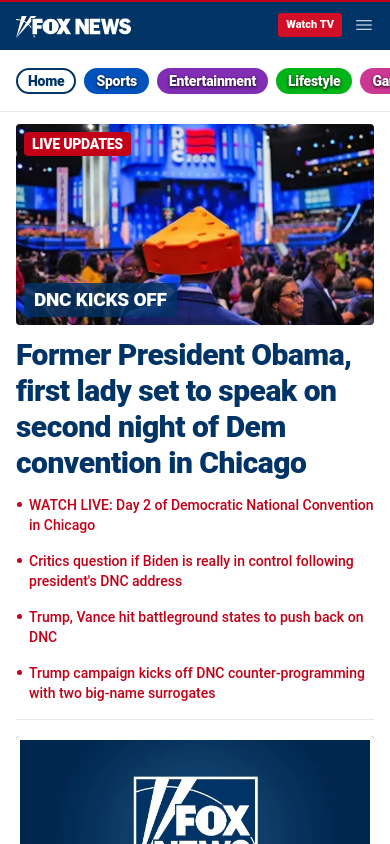 FOX NEWS
Watch TV
Home
Sports
Entertainment
Lifestyle
Ga
LIVE UPDATES
DNC
2024
DNC KICKS OFF
Former President Obama,
first lady set to speak on
second night of Dem
convention in Chicago
• WATCH LIVE: Day 2 of Democratic National Convention
in Chicago
• Critics question if Biden is really in control following
president's DNC address
• Trump, Vance hit battleground states to push back on
DNC
• Trump campaign kicks off DNC counter-programming
with two big-name surrogates
FOX
NEWS